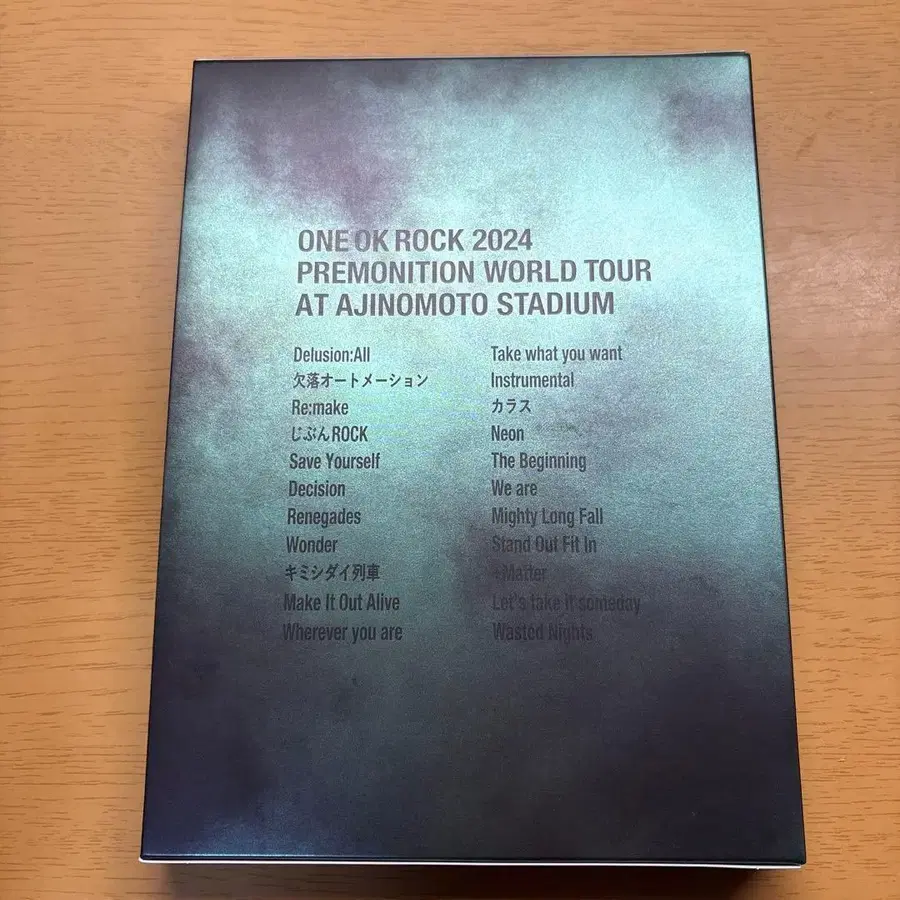 ONE OK ROCK 2024
PREMONITION WORLD TOUR
AT AJINOMOTO STADIUM
Delusion:All
欠落オートメーション
Re:make
じぶんROCK
Save Yourself
Decision
Renegades
Wonder
キミシダイ列車
Make It Out Alive
Wherever you are
Take what you want
Instrumental
カラス
Neon
The Beginning
We are
Mighty Long Fall
Stand Out Fit In
+Matter
Let's take it someday
Wasted Nights